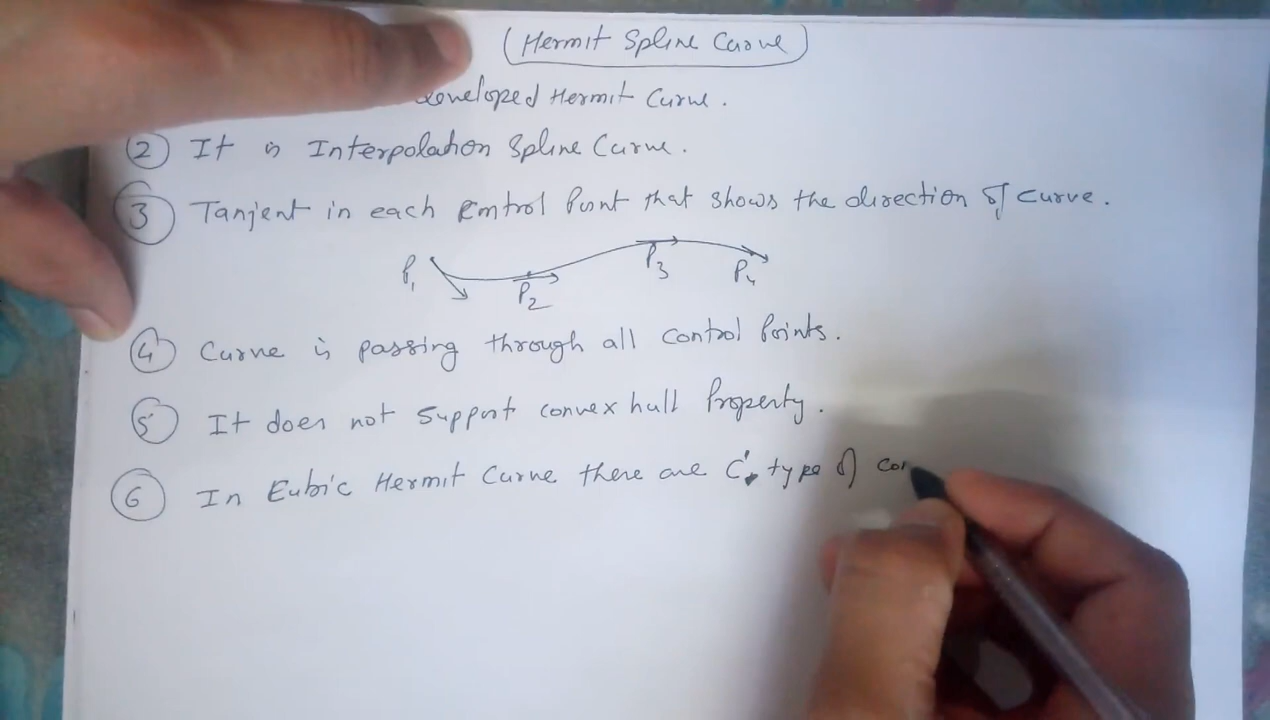 (Hermit Spline Curve)
developed Hermit Curve.
2 It is Interpolation Spline Curve.
3 Tanjent in each Control Point that shows the direction of curve.
P1 P2 P3 P4
4 Curve is passing through all control Points.
5 It does not support convex hull Property.
6 In Cubic Hermit Curve there are C' type of con